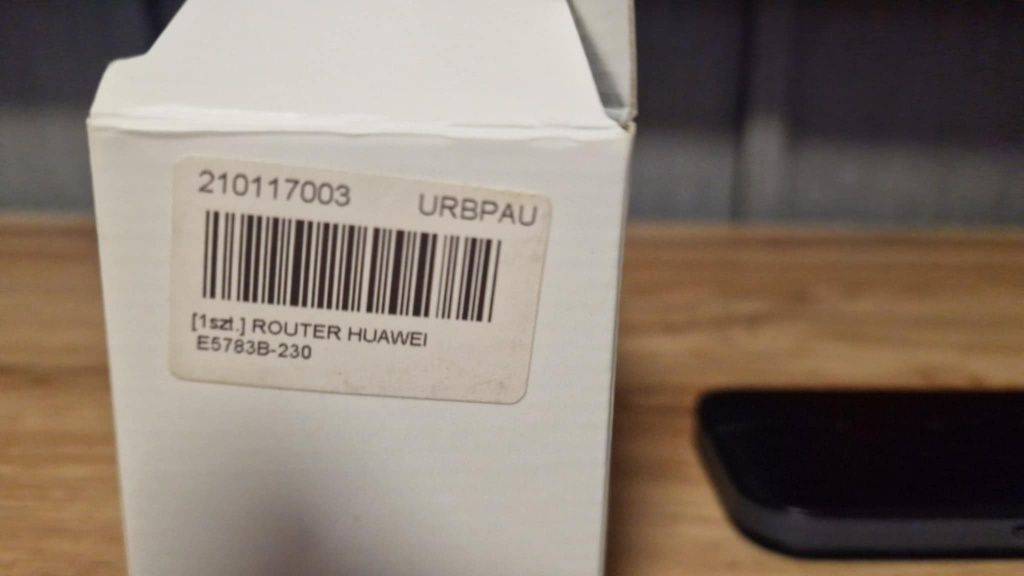 210117003 URBPAU
[1szt.] ROUTER HUAWEI
E5783B-230